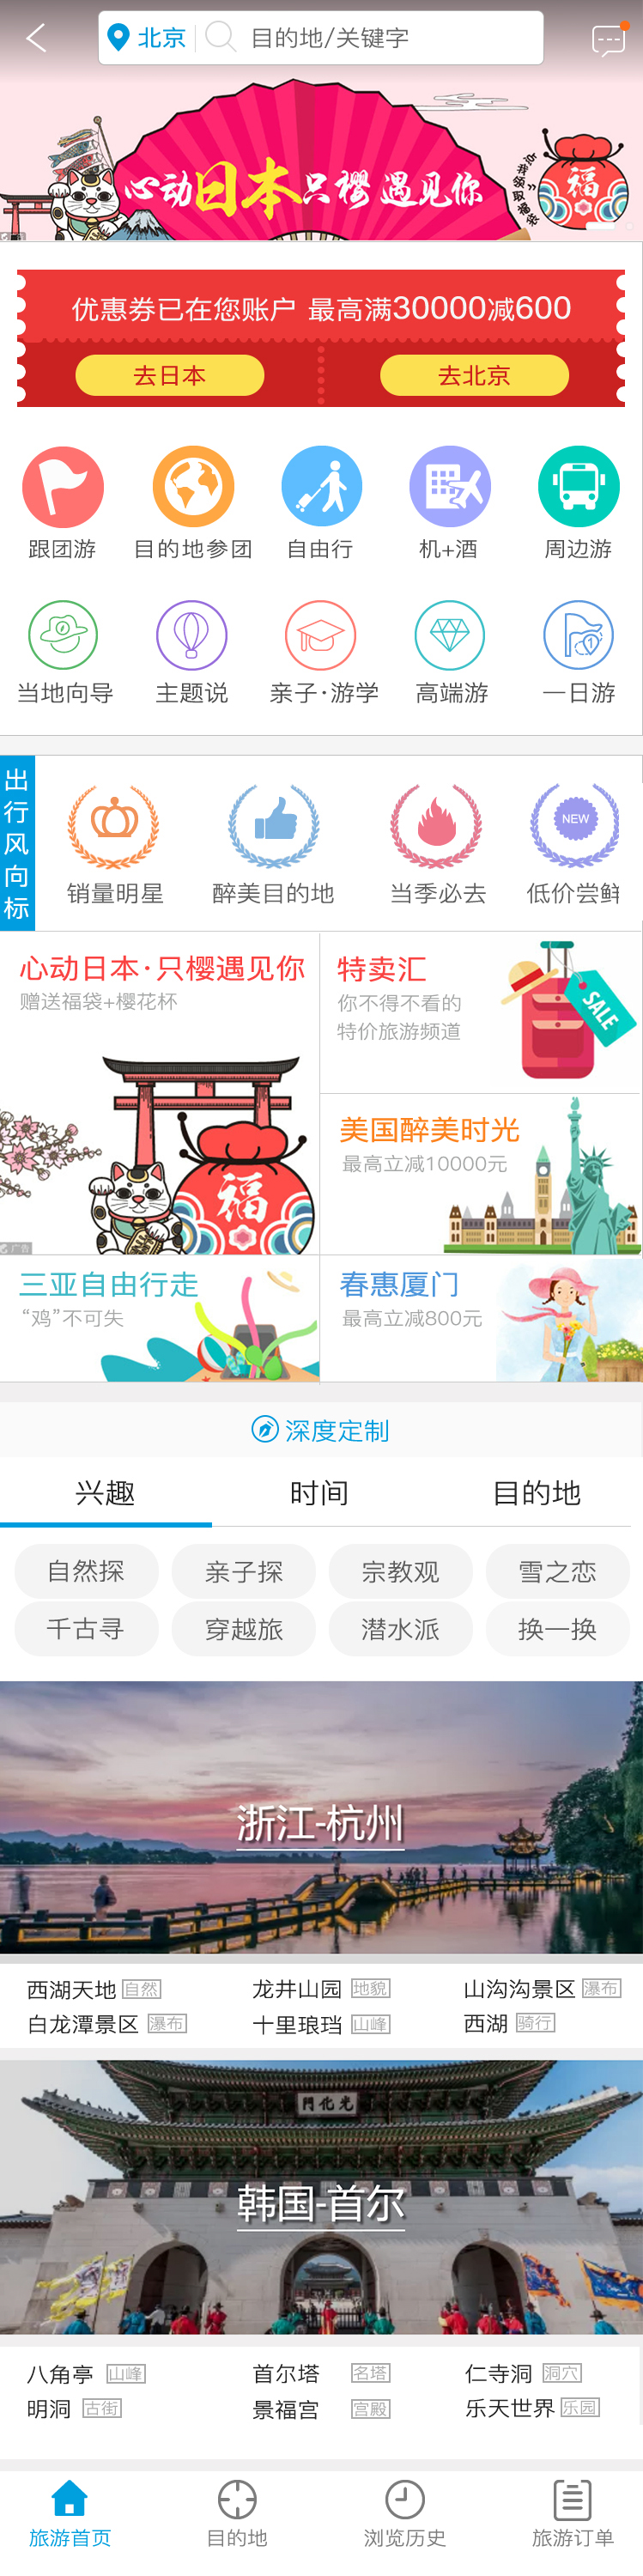 北京 目的地/关键字
心动日本只樱 遇见你
福
优惠券已在您账户 最高满30000减600
去日本 去北京
跟团游 目的地参团 自由行 机+酒 周边游
当地向导 主题说 亲子·游学 高端游 一日游
出行风向标
NEW
销量明星 醉美目的地 当季必去 低价尝鲜
心动日本·只樱遇见你
赠送福袋+樱花杯
福
广告
特卖汇
你不得不看的
特价旅游频道
SALE
美国醉美时光
最高立减10000元
三亚自由行走
“鸡”不可失
春惠厦门
最高立减800元
深度定制
兴趣 时间 目的地
自然探 亲子探 宗教观 雪之恋
千古寻 穿越旅 潜水派 换一换
浙江-杭州
西湖天地 自然 龙井山园 地貌 山沟沟景区 瀑布
白龙潭景区 瀑布 十里琅珰 山峰 西湖 骑行
門化光
韩国-首尔
八角亭 山峰 首尔塔 名塔 仁寺洞 洞穴
明洞 古街 景福宫 宫殿 乐天世界 乐园
旅游首页 目的地 浏览历史 旅游订单